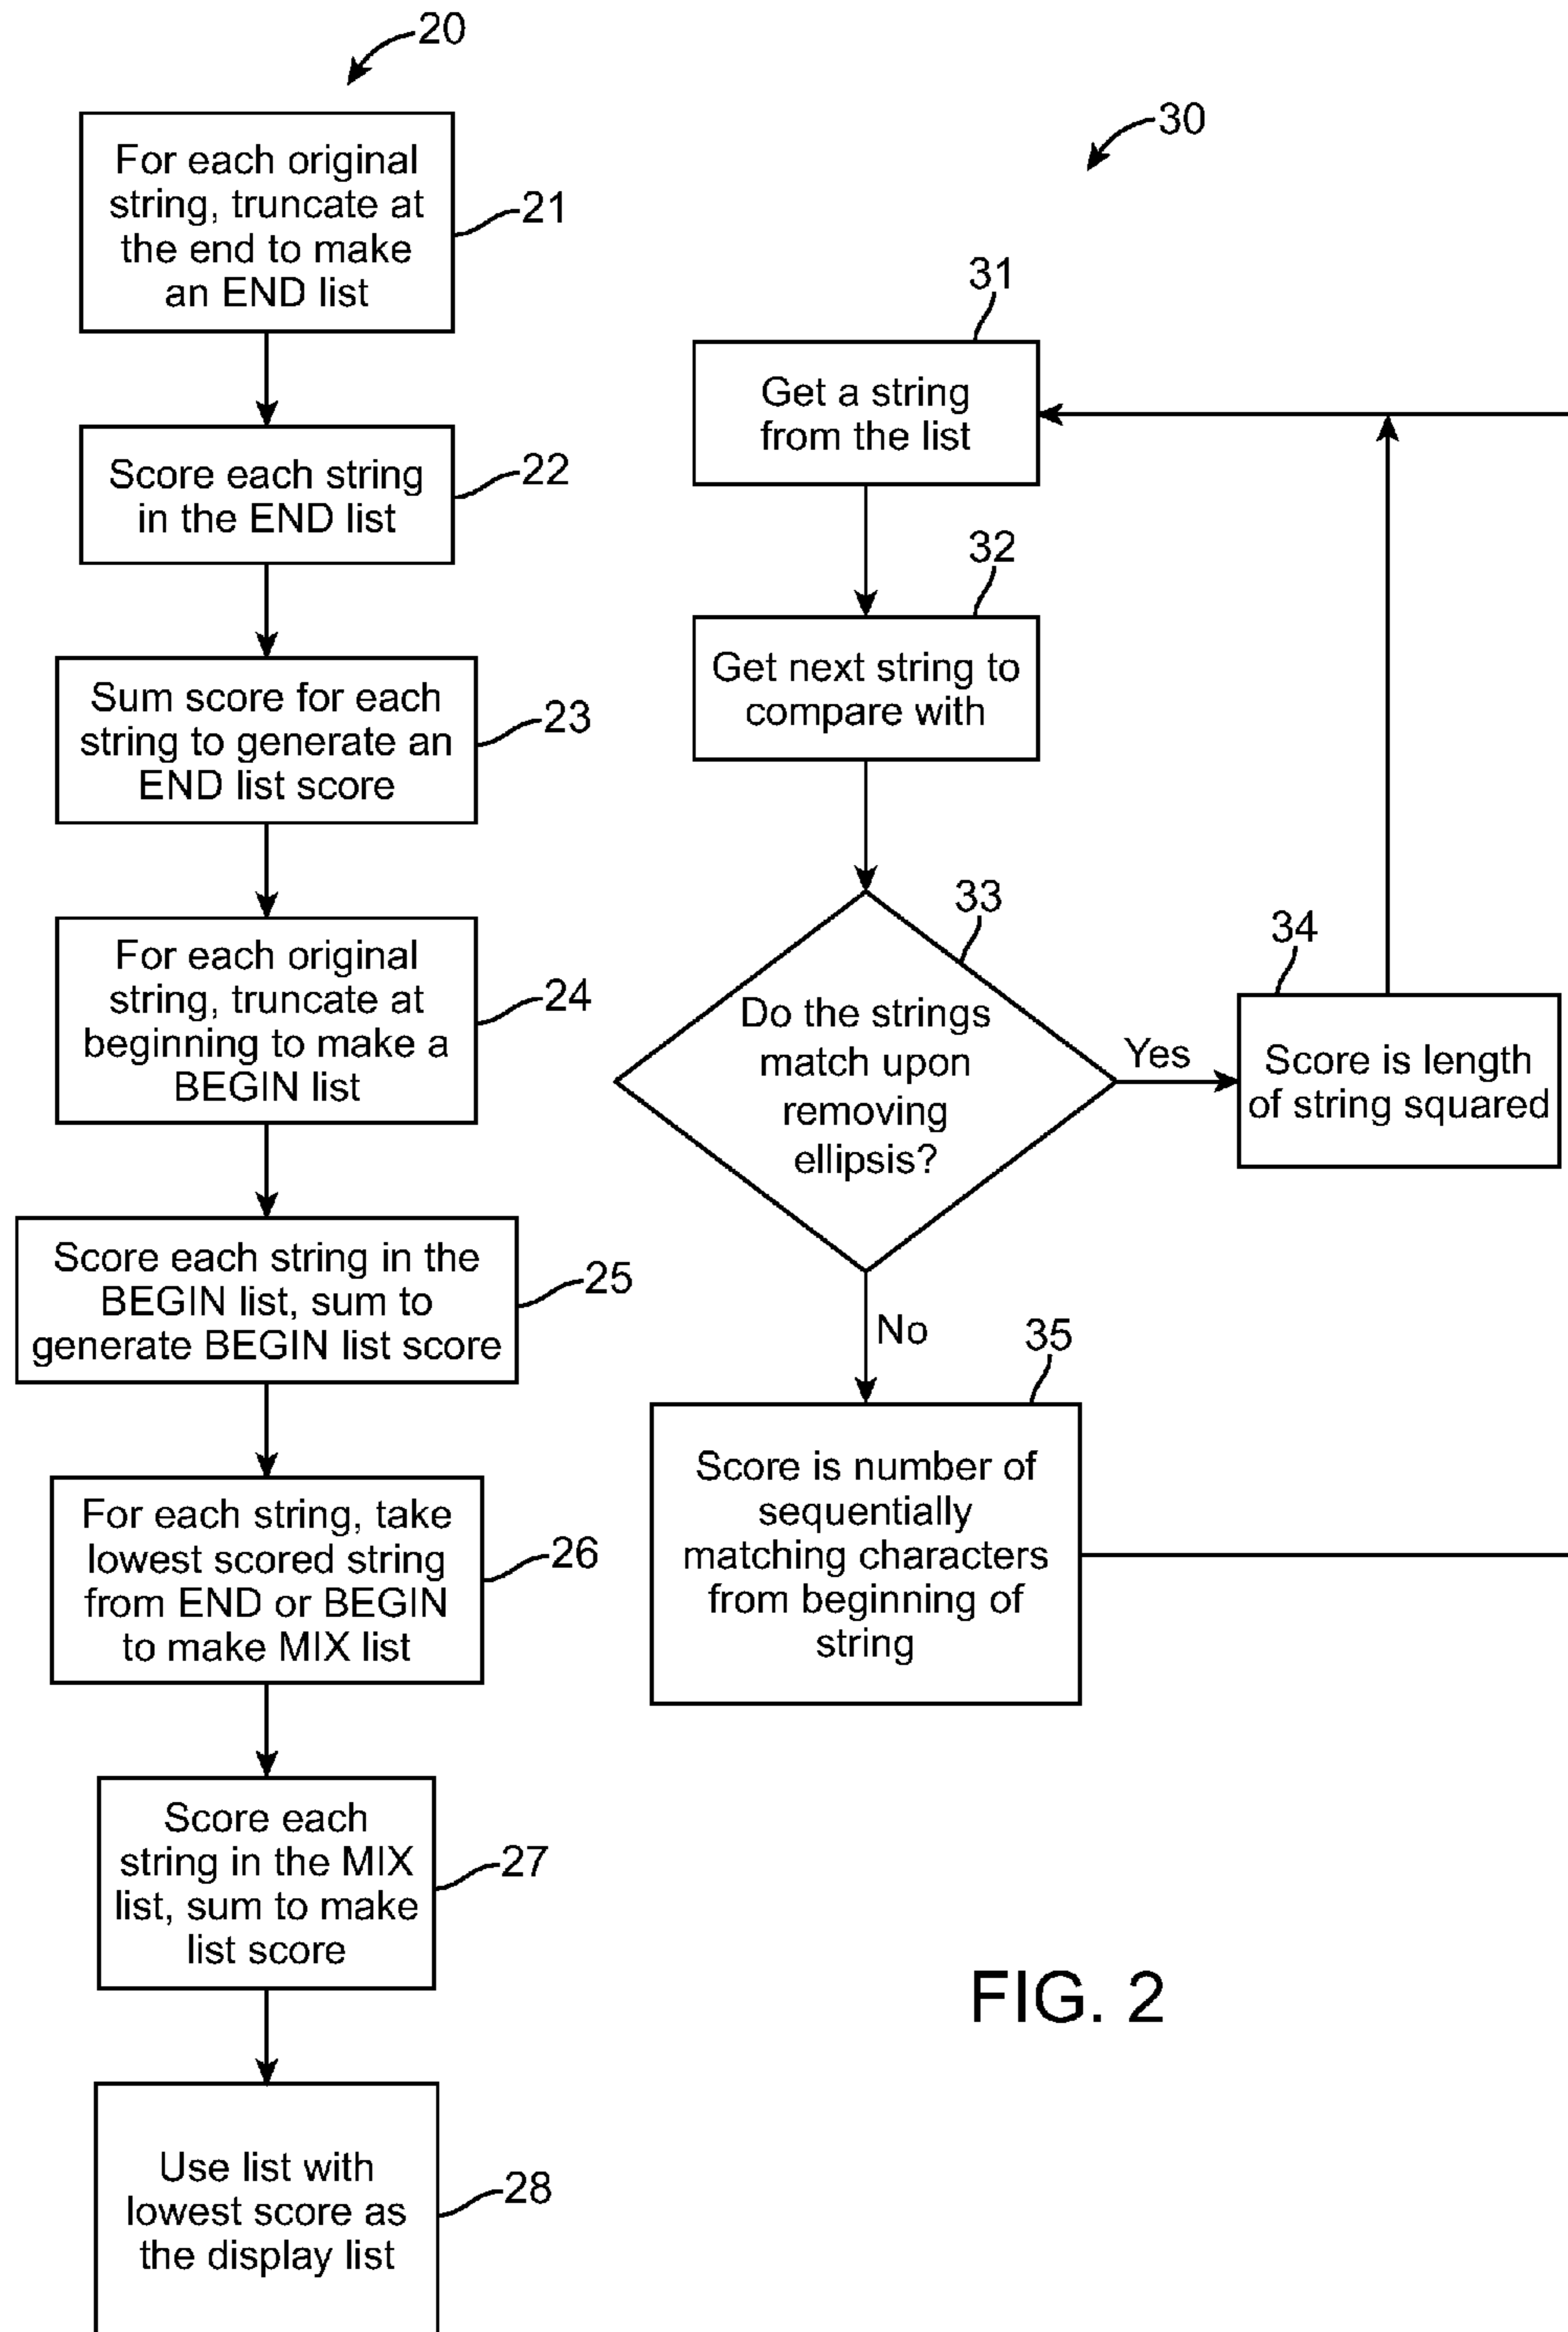 20
For each original
string, truncate at
the end to make
an END list
21
Score each string
in the END list
22
Sum score for each
string to generate an
END list score
23
For each original
string, truncate at
beginning to make a
BEGIN list
24
Score each string in the
BEGIN list, sum to
generate BEGIN list score
25
For each string, take
lowest scored string
from END or BEGIN
to make MIX list
26
Score each
string in the MIX
list, sum to make
list score
27
Use list with
lowest score as
the display list
28
30
31
Get a string
from the list
32
Get next string to
compare with
33
Do the strings
match upon
removing
ellipsis?
Yes
34
Score is length
of string squared
No
35
Score is number of
sequentially
matching characters
from beginning of
string
FIG. 2